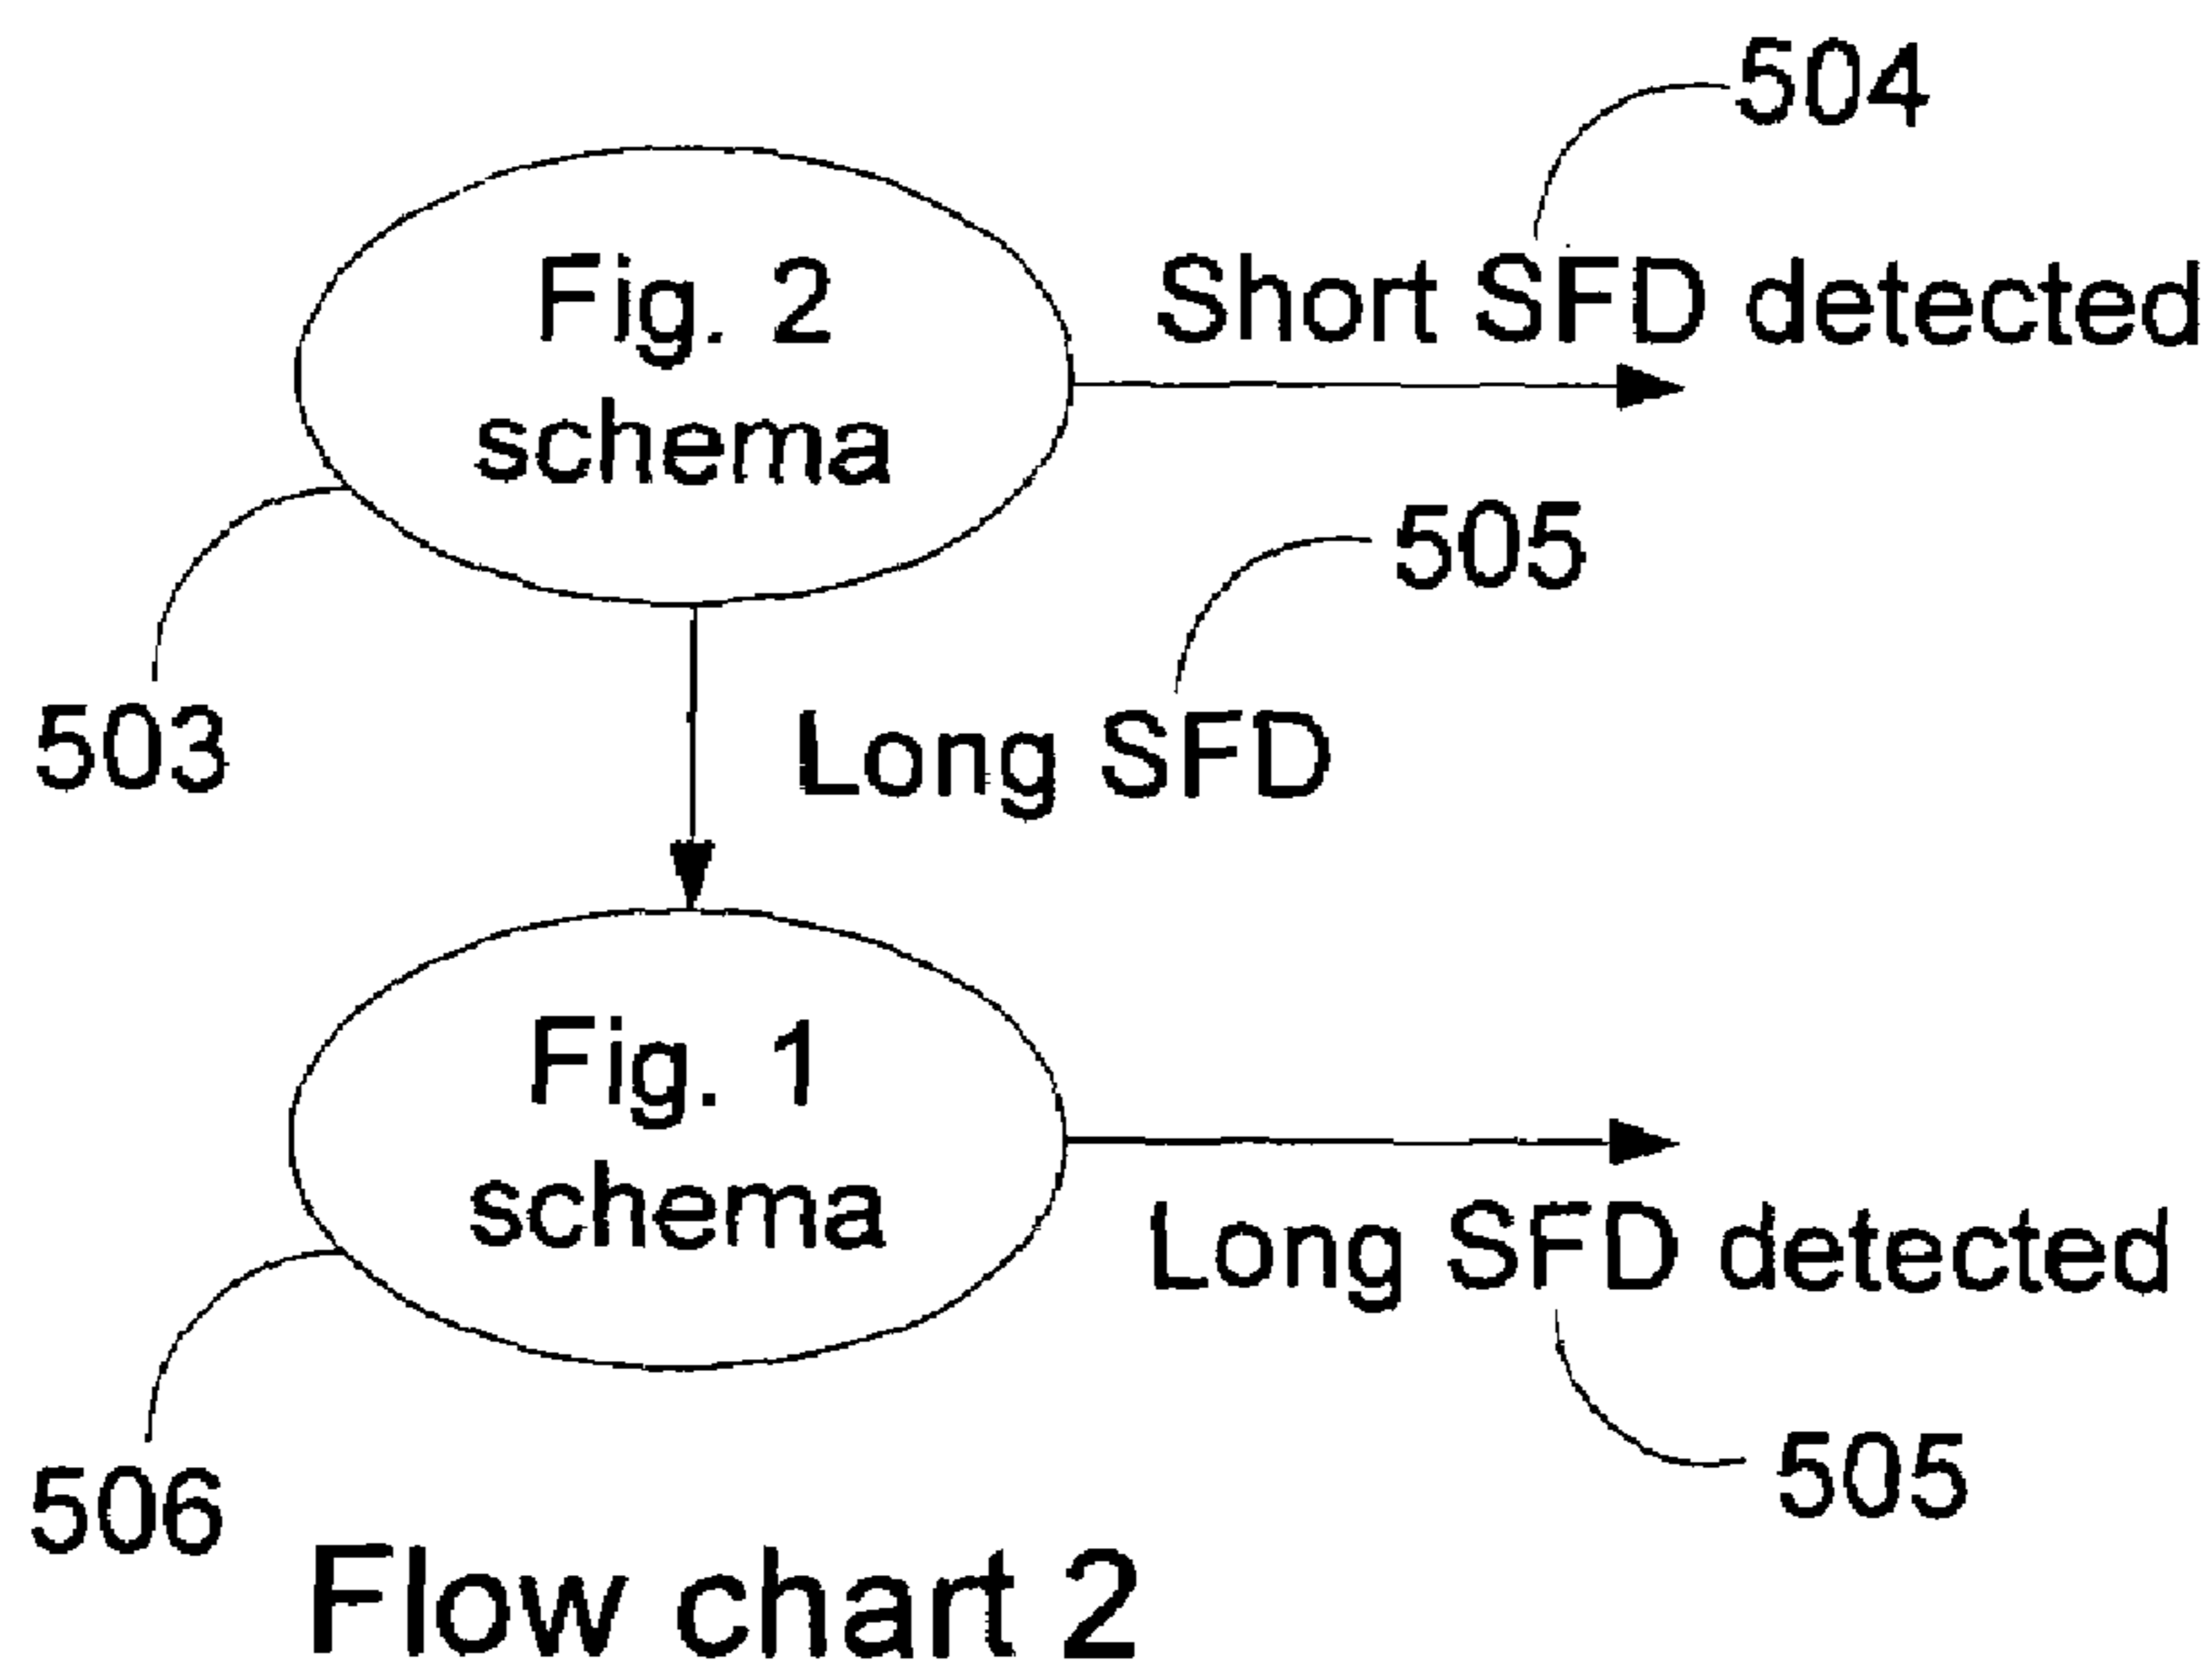 504
Fig. 2
schema
Short SFD detected
505
503
Long SFD
Fig. 1
schema
Long SFD detected
505
506
Flow chart 2